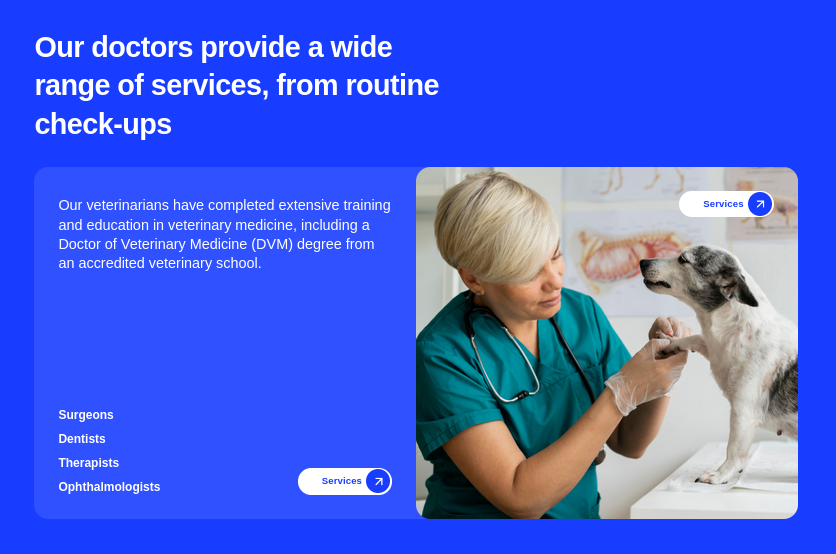 Our doctors provide a wide
range of services, from routine
check-ups
Our veterinarians have completed extensive training
and education in veterinary medicine, including a
Doctor of Veterinary Medicine (DVM) degree from
an accredited veterinary school.
Surgeons
Dentists
Therapists
Ophthalmologists
Services
Services